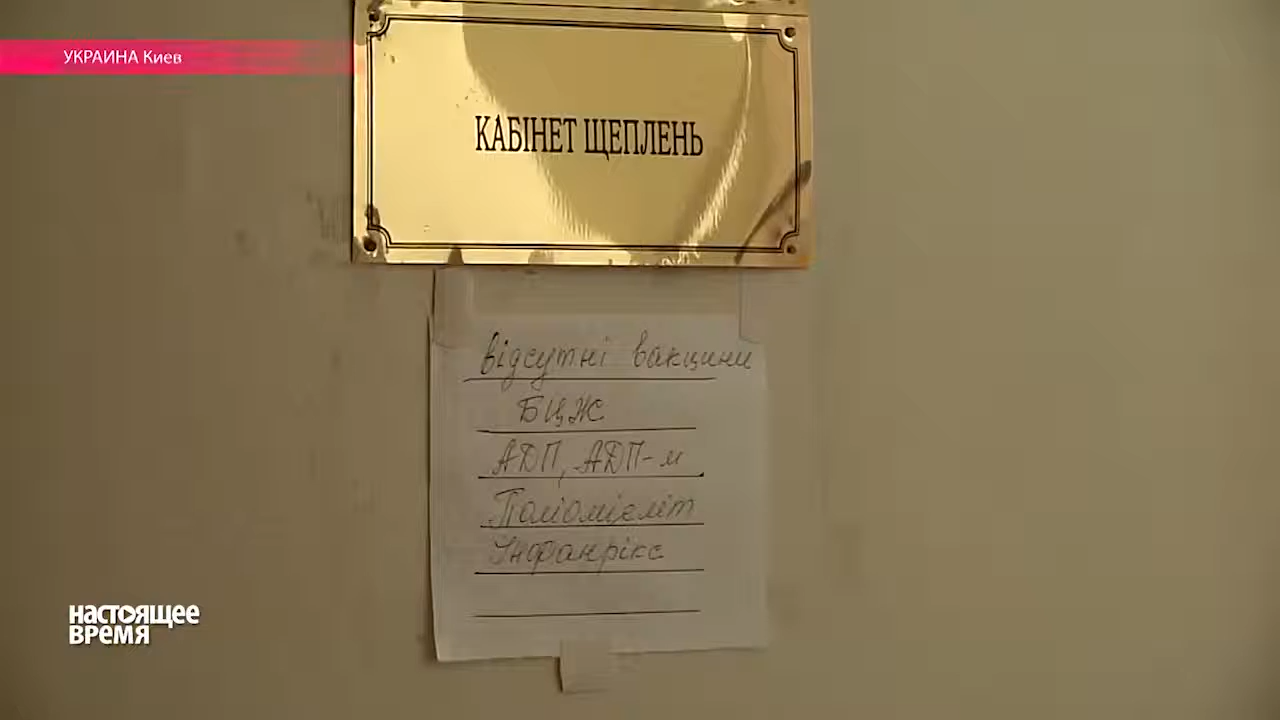 УКРАИНА Киев
КАБІНЕТ ЩЕПЛЕНЬ
відсутні вакцини
БЦЖ
АДП, АДП-м
Поліомієліт
Інфанрікс
НАСТОЯЩЕЕ
ВРЕМЯ